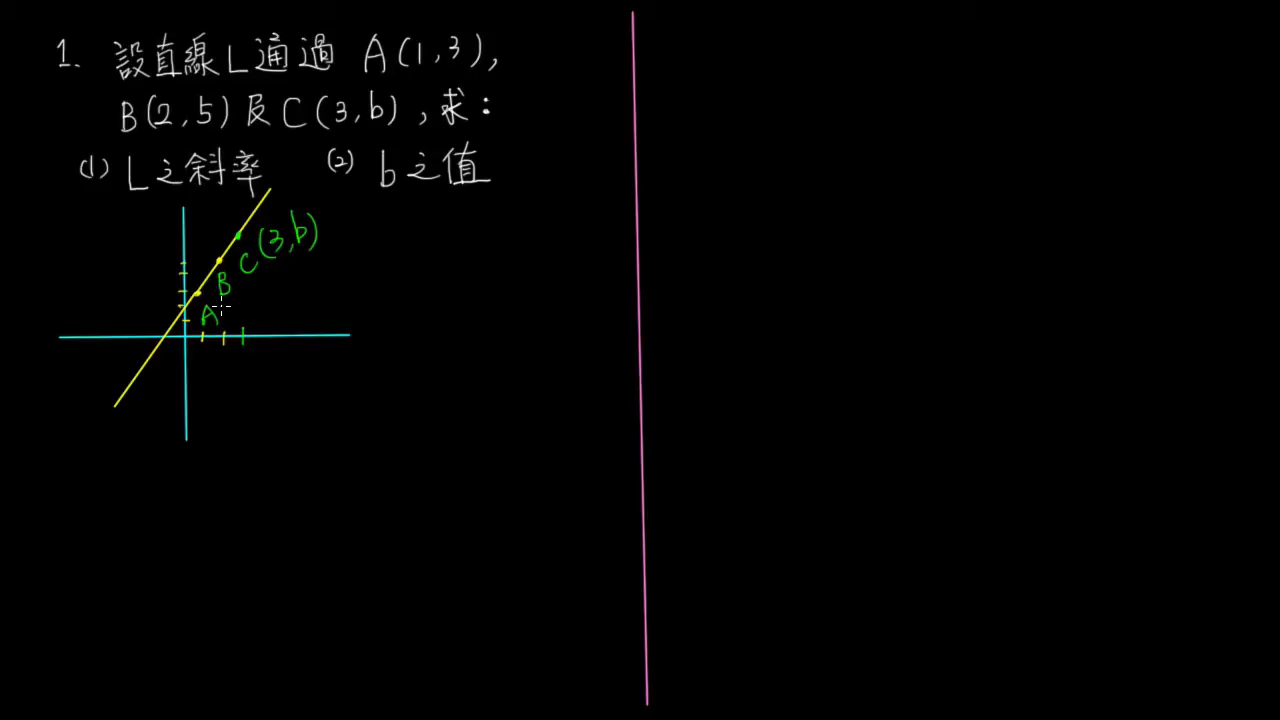 1. 設直線L通過 A(1,3),
B(2,5)及C(3,b),求:
(1) L之斜率 (2) b之值
C(3,b)
B
A